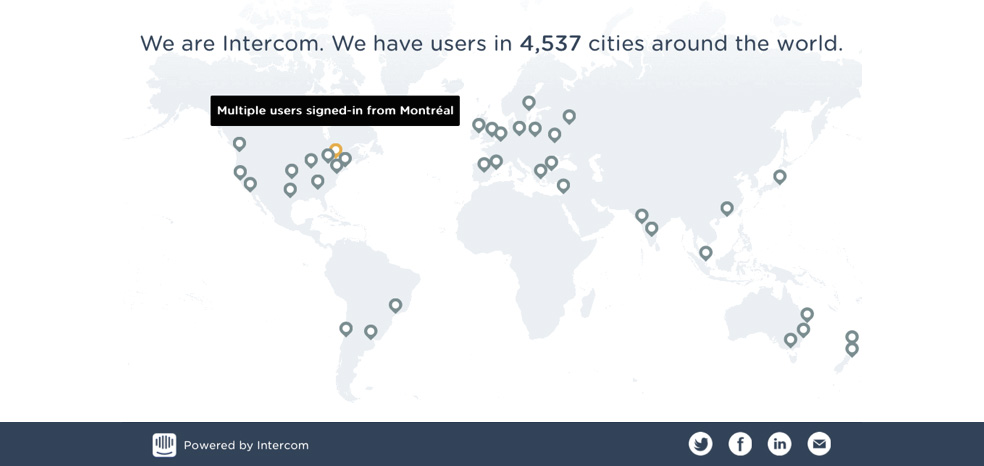 We are Intercom. We have users in 4,537 cities around the world.
Multiple users signed-in from Montréal
Powered by Intercom